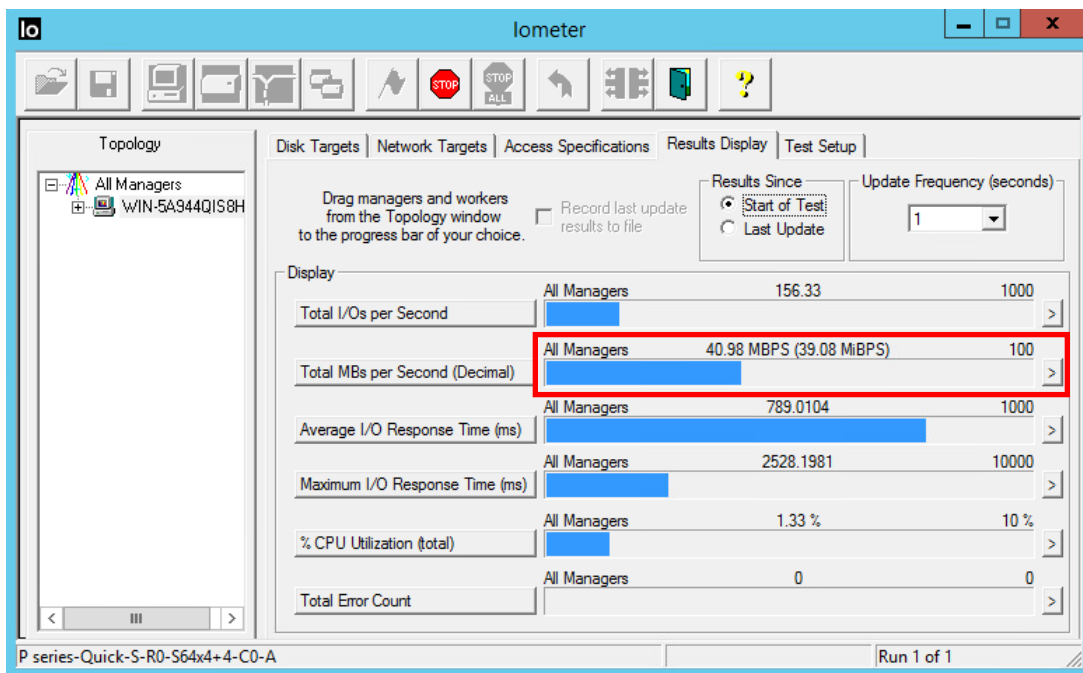 Io
Iometer
STOP
STOP
ALL
?
Topology
All Managers
WIN-5A944QIS8H
Disk Targets
Network Targets
Access Specifications
Results Display
Test Setup
Drag managers and workers
from the Topology window
to the progress bar of your choice.
Record last update
results to file
Results Since
Start of Test
Last Update
Update Frequency (seconds)
1
Display
All Managers 156.33 1000
Total I/Os per Second >
All Managers 40.98 MBPS (39.08 MiBPS) 100
Total MBs per Second (Decimal) >
All Managers 789.0104 1000
Average I/O Response Time (ms) >
All Managers 2528.1981 10000
Maximum I/O Response Time (ms) >
All Managers 1.33 % 10 %
% CPU Utilization (total) >
All Managers 0 0
Total Error Count >
P series-Quick-S-R0-S64x4+4-C0-A
Run 1 of 1